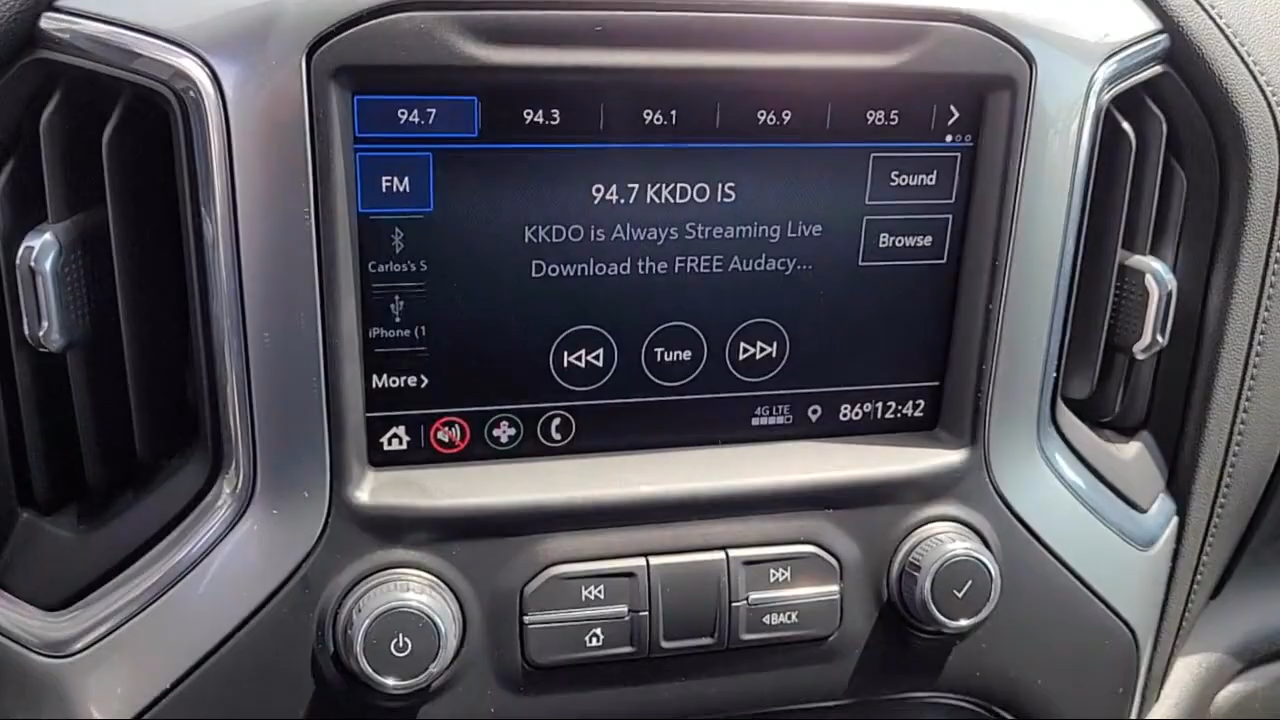 94.7 94.3 96.1 96.9 98.5
FM
94.7 KKDO IS
Sound
KKDO is Always Streaming Live
Browse
Carlos's S
Download the FREE Audacy...
iPhone (1
Tune
More
4G LTE
86° 12:42
BACK